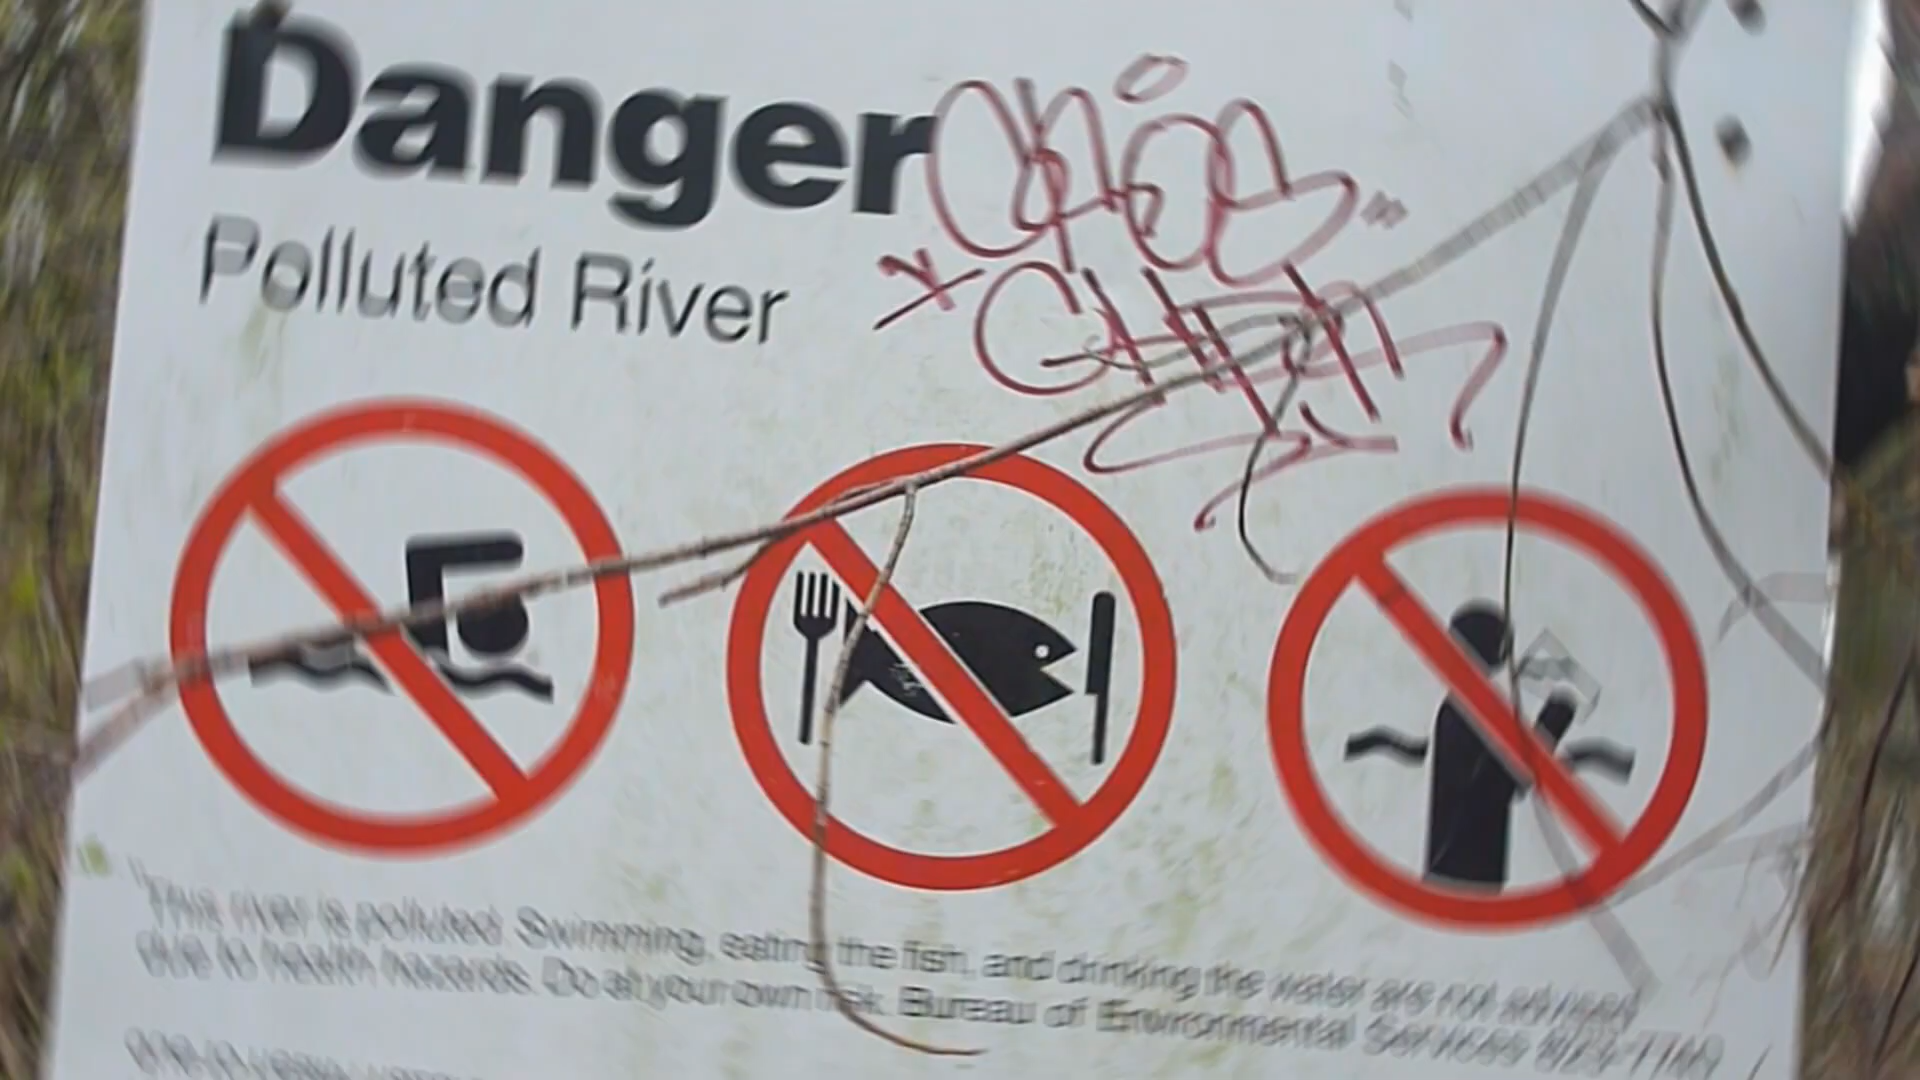 Danger
Polluted River
This river is polluted. Swimming, eating the fish, and drinking the water are not advised
due to health hazards. Do at your own risk. Bureau of Environmental Services